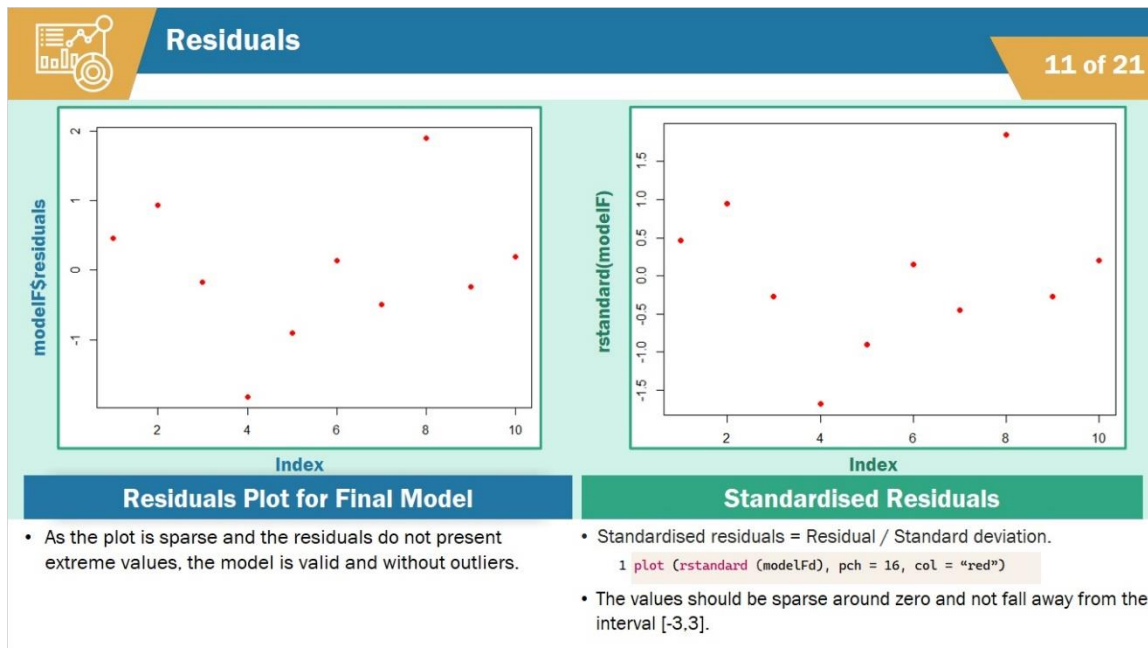 Residuals
11 of 21
modelF$residuals
2
1
0
-1
2
4
6
8
10
Index
rstandard(modelF)
1.5
1.0
0.5
0.0
-0.5
-1.0
-1.5
2
4
6
8
10
Index
Residuals Plot for Final Model
• As the plot is sparse and the residuals do not present
extreme values, the model is valid and without outliers.
Standardised Residuals
• Standardised residuals = Residual / Standard deviation.
1 plot (rstandard (modelFd), pch = 16, col = “red”)
• The values should be sparse around zero and not fall away from the
interval [-3,3].